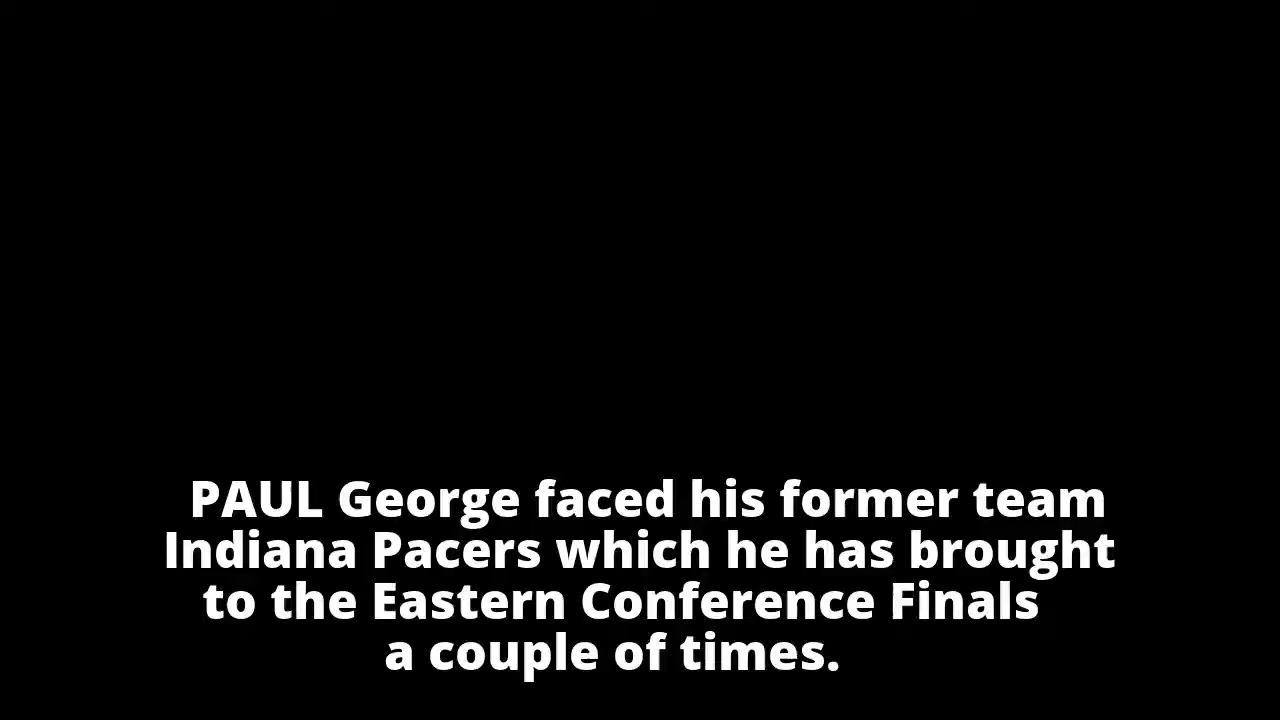 PAUL George faced his former team
Indiana Pacers which he has brought
to the Eastern Conference Finals
a couple of times.